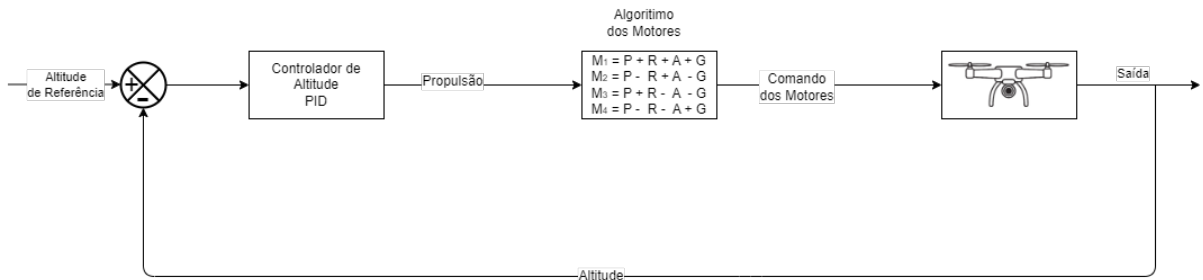 Algoritimo
dos Motores
Altitude
de Referência
+
-
Controlador de
Altitude
PID
Propulsão
M₁ = P + R + A + G
M₂ = P - R + A - G
M₃ = P + R - A - G
M₄ = P - R - A + G
Comando
dos Motores
Saída
Altitude